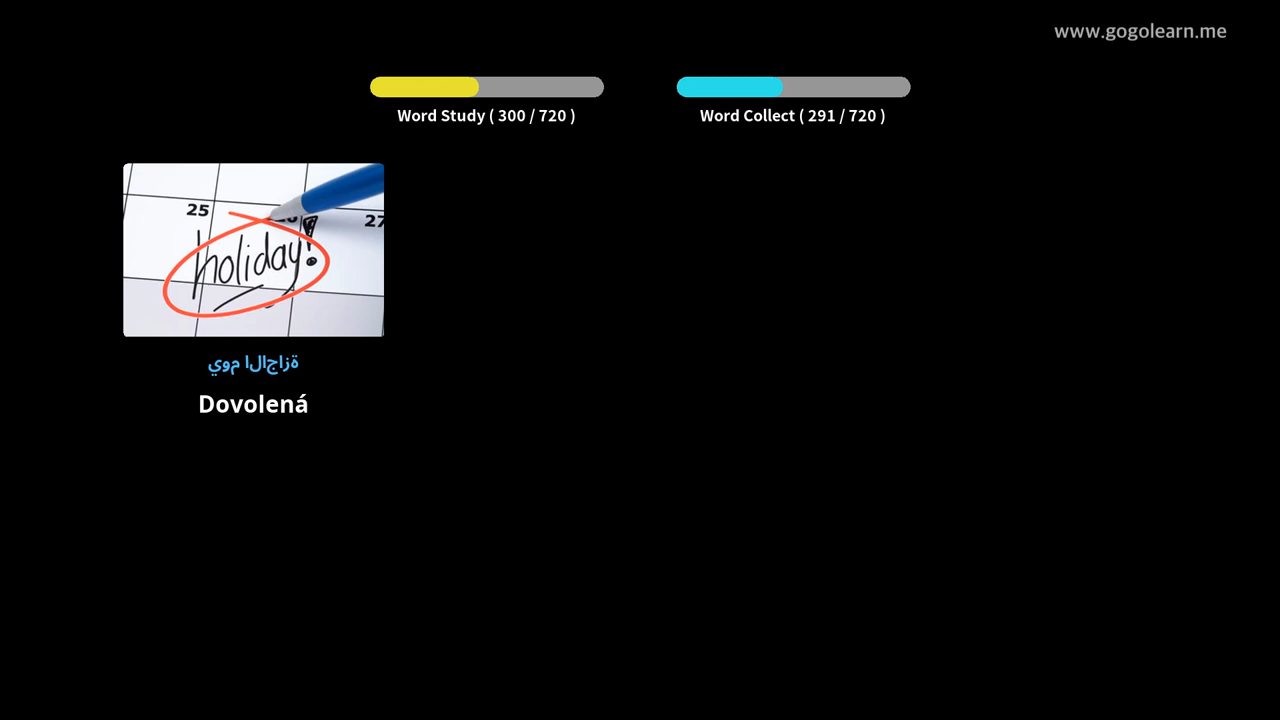 www.gogolearn.me
Word Study ( 300 / 720 )
Word Collect ( 291 / 720 )
25
27
holiday!
ةزاجالا موي
Dovolená